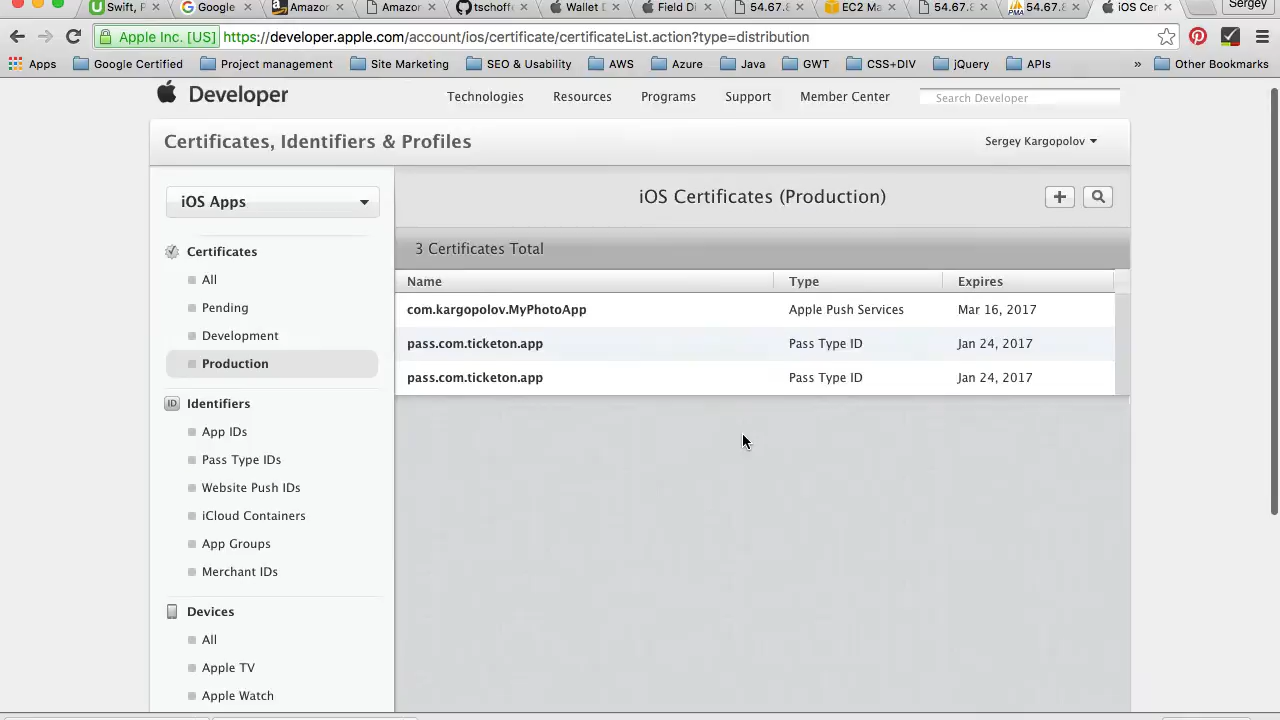 Swift, P
Google
Amazon
Amazon
tschoff
Wallet D
Field Di
54.67.
EC2 M
54.67.
iOS Cer
Sergey
Apple Inc. [US] https://developer.apple.com/account/ios/certificate/certificateList.action?type=distribution
Apps Google Certified Project management Site Marketing SEO & Usability AWS Azure Java GWT CSS+DIV jQuery APIs » Other Bookmarks
Developer Technologies Resources Programs Support Member Center Search Developer
Certificates, Identifiers & Profiles Sergey Kargopolov
iOS Apps
iOS Certificates (Production)
3 Certificates Total
Name Type Expires
com.kargopolov.MyPhotoApp Apple Push Services Mar 16, 2017
pass.com.ticketon.app Pass Type ID Jan 24, 2017
pass.com.ticketon.app Pass Type ID Jan 24, 2017
Certificates
All
Pending
Development
Production
ID Identifiers
App IDs
Pass Type IDs
Website Push IDs
iCloud Containers
App Groups
Merchant IDs
Devices
All
Apple TV
Apple Watch